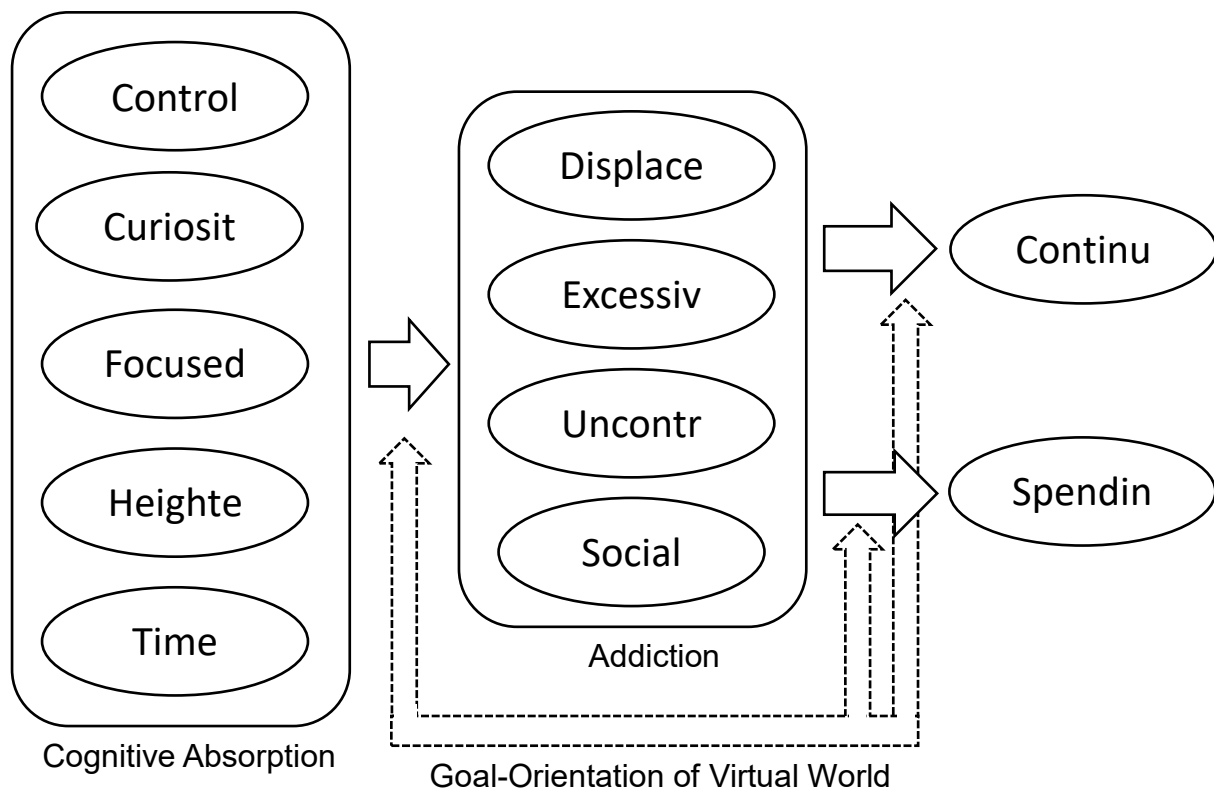 Control
Curiosit
Focused
Heighte
Time
Cognitive Absorption
Displace
Excessiv
Uncontr
Social
Addiction
Continu
Spendin
Goal-Orientation of Virtual World